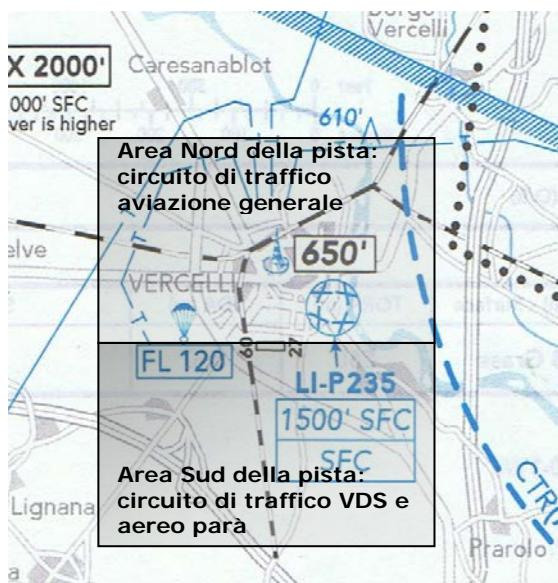 Borgo
Vercelli
X 2000'
Caresanablot
000' SFC
ver is higher
610'
Area Nord della pista:
circuito di traffico
aviazione generale
elve
650'
VERCELLI
FL 120
09
27
LI-P235
1500' SFC
SFC
Area Sud della pista:
circuito di traffico VDS e
aereo parà
Lignana
CTR
Prarolo
a